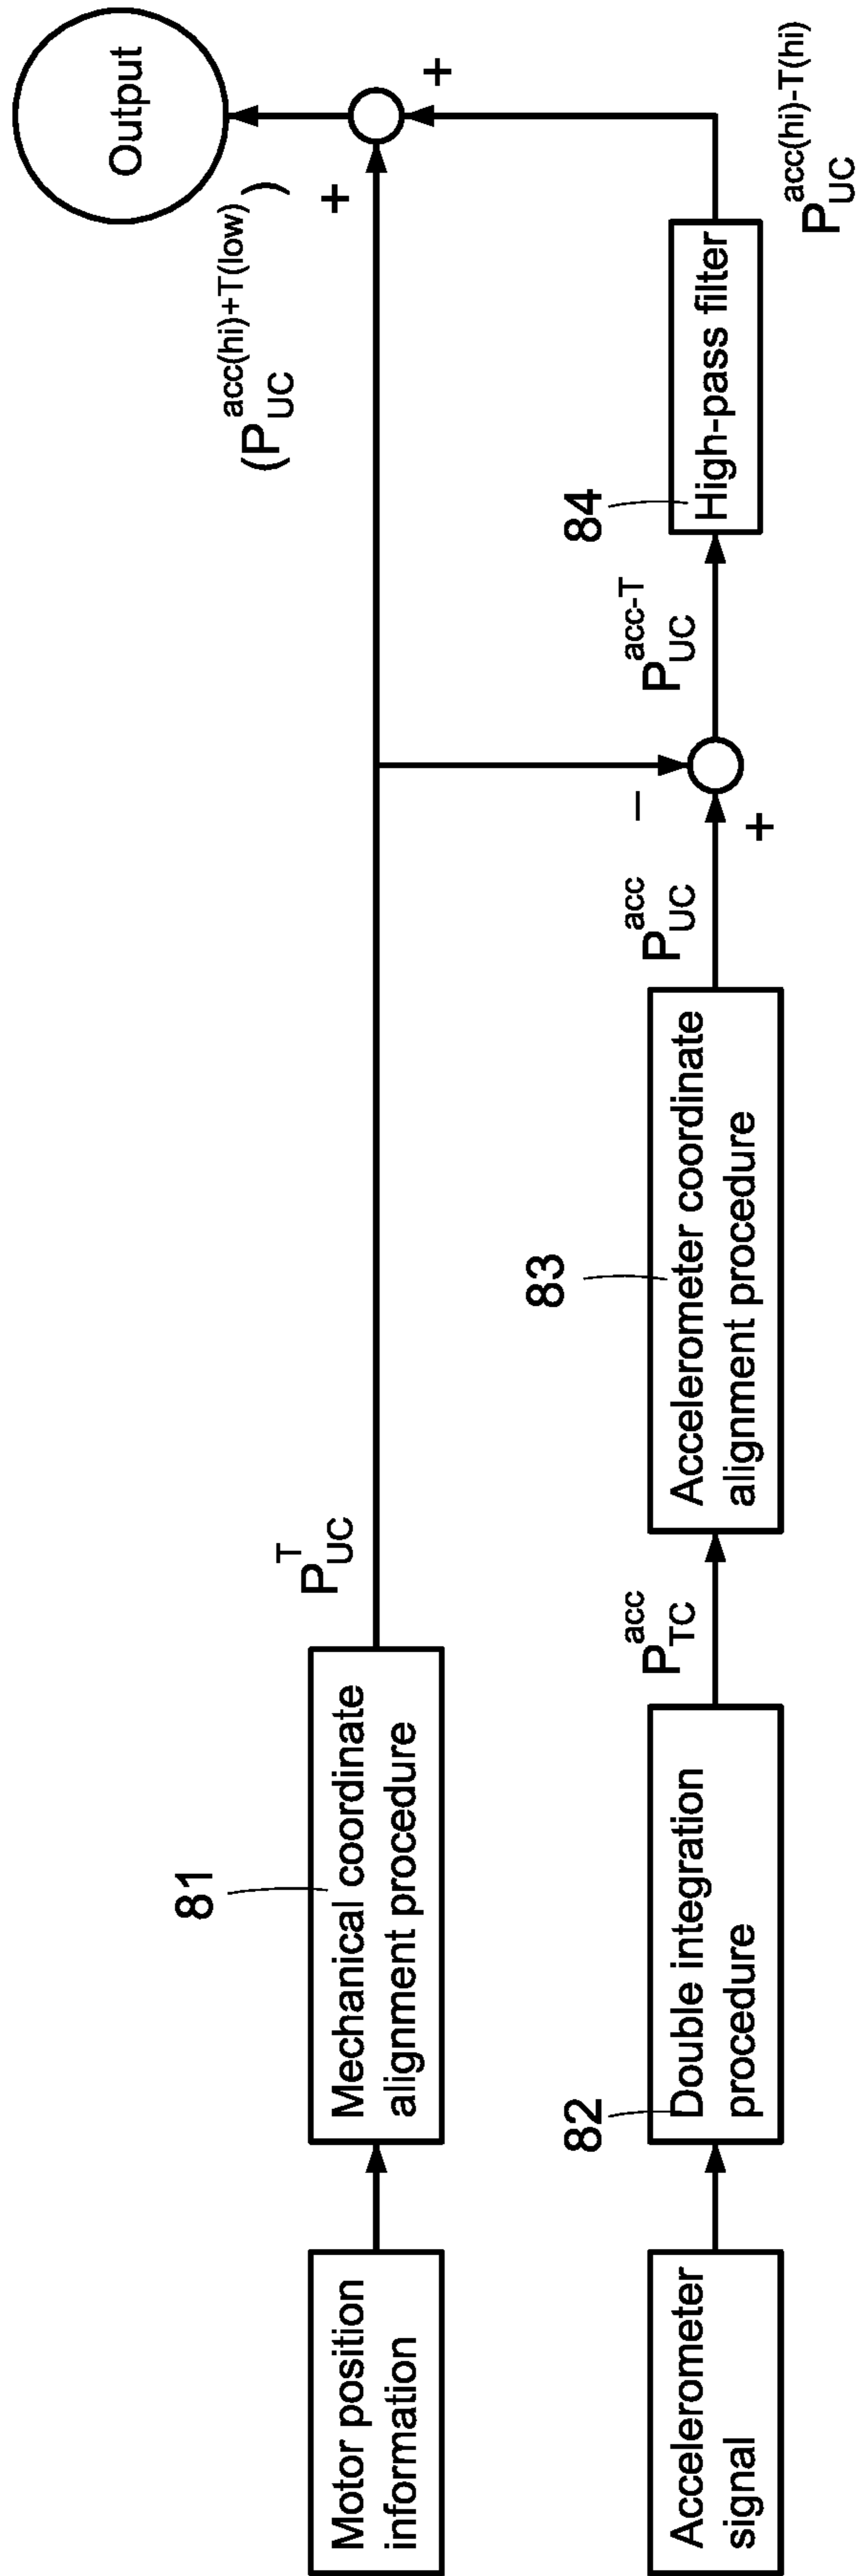 Motor position
information
81
Mechanical coordinate
alignment procedure
P_UC^T
+
(P_UC^acc(hi)+T(low))
Output
Accelerometer
signal
82
Double integration
procedure
P_TC^acc
83
Accelerometer coordinate
alignment procedure
P_UC^acc
+
−
P_UC^acc-T
84
High-pass filter
P_UC^acc(hi)-T(hi)
+